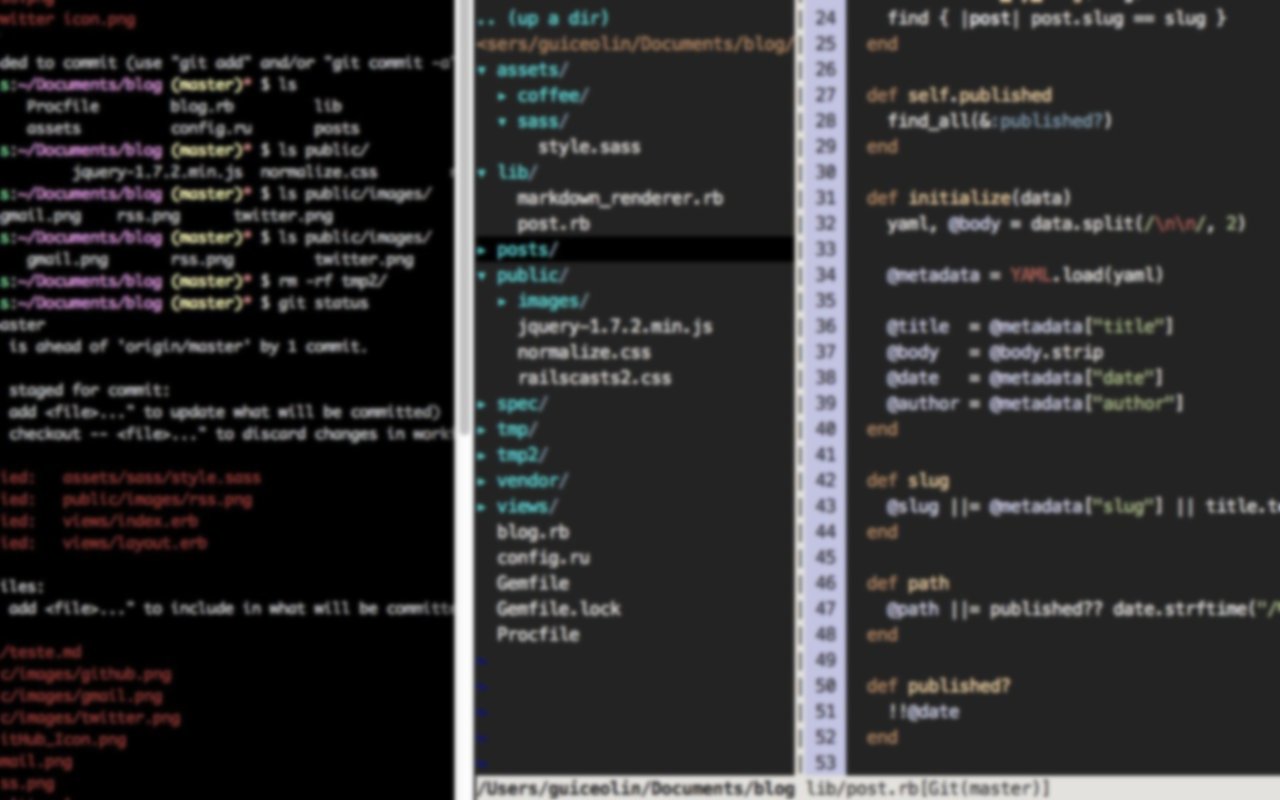 witter icon.png
ded to commit (use "git add" and/or "git commit -a"
s:~/Documents/blog (master)* $ ls
Procfile blog.rb lib
assets config.ru posts
s:~/Documents/blog (master)* $ ls public/
jquery-1.7.2.min.js normalize.css
s:~/Documents/blog (master)* $ ls public/images/
gmail.png rss.png twitter.png
s:~/Documents/blog (master)* $ ls public/images/
gmail.png rss.png twitter.png
s:~/Documents/blog (master)* $ rm -rf tmp2/
s:~/Documents/blog (master)* $ git status
aster
is ahead of 'origin/master' by 1 commit.
staged for commit:
add <file>..." to update what will be committed)
checkout -- <file>..." to discard changes in work
ied: assets/sass/style.sass
ied: public/images/rss.png
ied: views/index.erb
ied: views/layout.erb
iles:
add <file>..." to include in what will be committe
/teste.md
c/images/github.png
c/images/gmail.png
c/images/twitter.png
itHub_Icon.png
mail.png
ss.png
.. (up a dir)
<sers/guiceolin/Documents/blog/
▾ assets/
▸ coffee/
▾ sass/
style.sass
▾ lib/
markdown_renderer.rb
post.rb
▸ posts/
▾ public/
▸ images/
jquery-1.7.2.min.js
normalize.css
railscasts2.css
▸ spec/
▸ tmp/
▸ tmp2/
▸ vendor/
▸ views/
blog.rb
config.ru
Gemfile
Gemfile.lock
Procfile
~
~
~
~
~
/Users/guiceolin/Documents/blog
24 find { |post| post.slug == slug }
25 end
26
27 def self.published
28 find_all(&:published?)
29 end
30
31 def initialize(data)
32 yaml, @body = data.split(/\n\n/, 2)
33
34 @metadata = YAML.load(yaml)
35
36 @title = @metadata["title"]
37 @body = @body.strip
38 @date = @metadata["date"]
39 @author = @metadata["author"]
40 end
41
42 def slug
43 @slug ||= @metadata["slug"] || title.to
44 end
45
46 def path
47 @path ||= published?? date.strftime("/%
48 end
49
50 def published?
51 !!@date
52 end
53
lib/post.rb[Git(master)]